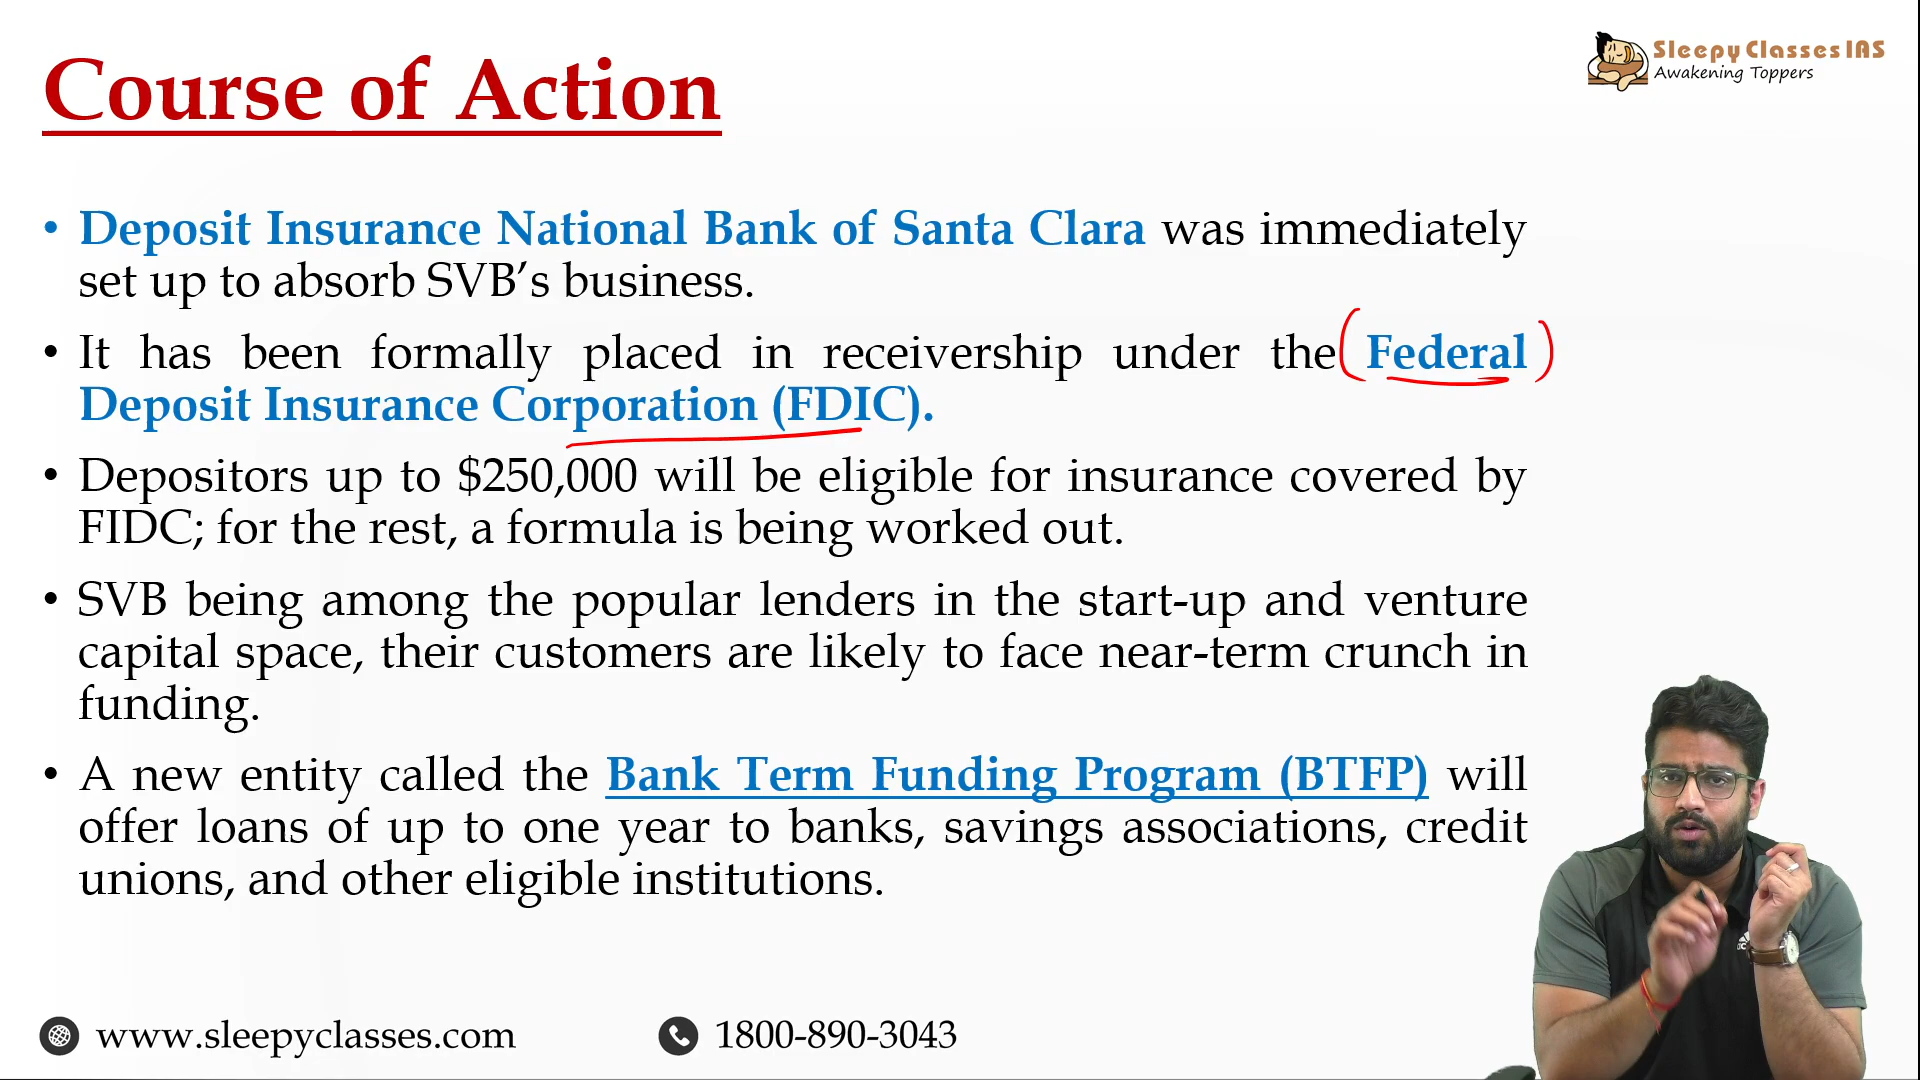 Course of Action
Sleepy Classes IAS
Awakening Toppers
• Deposit Insurance National Bank of Santa Clara was immediately
set up to absorb SVB’s business.
• It has been formally placed in receivership under the Federal
Deposit Insurance Corporation (FDIC).
• Depositors up to $250,000 will be eligible for insurance covered by
FIDC; for the rest, a formula is being worked out.
• SVB being among the popular lenders in the start-up and venture
capital space, their customers are likely to face near-term crunch in
funding.
• A new entity called the Bank Term Funding Program (BTFP) will
offer loans of up to one year to banks, savings associations, credit
unions, and other eligible institutions.
www.sleepyclasses.com
1800-890-3043